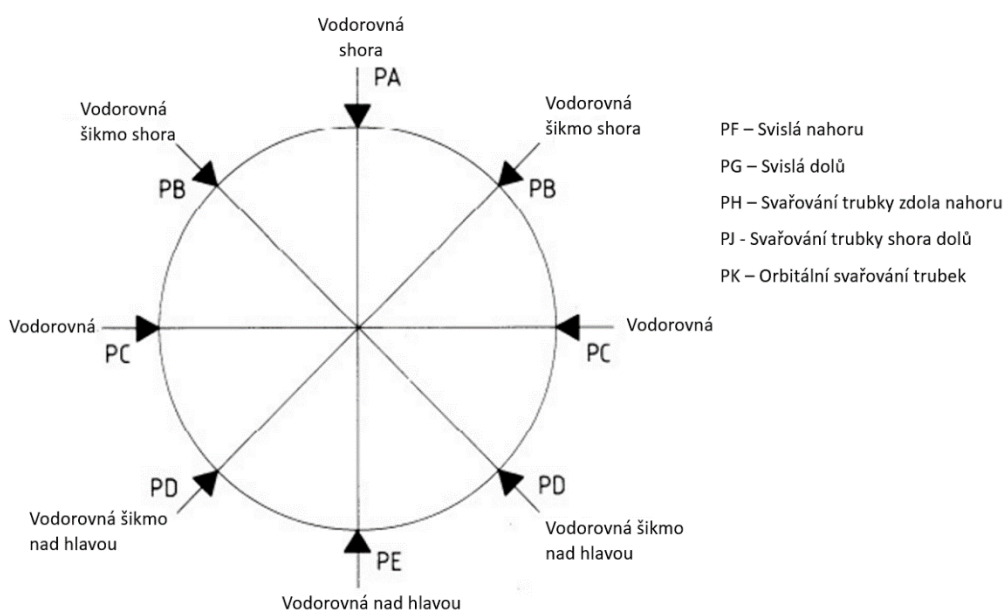 Vodorovná
shora
PA
Vodorovná
šikmo shora
PB
Vodorovná
šikmo shora
PB
PF – Svislá nahoru
PG – Svislá dolů
PH – Svařování trubky zdola nahoru
PJ - Svařování trubky shora dolů
PK – Orbitální svařování trubek
Vodorovná
PC
Vodorovná
PC
PD
Vodorovná šikmo
nad hlavou
PD
Vodorovná šikmo
nad hlavou
PE
Vodorovná nad hlavou